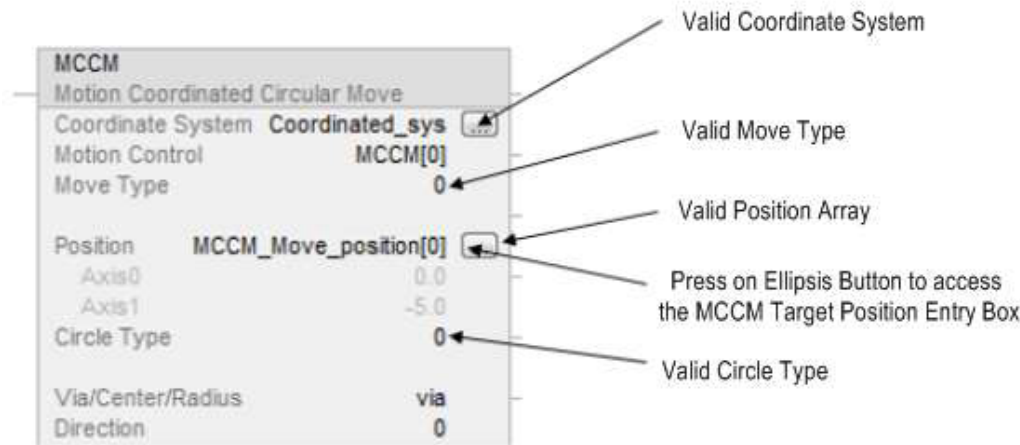 Valid Coordinate System
MCCM
Motion Coordinated Circular Move
Coordinate System Coordinated_sys ...
Motion Control MCCM[0]
Valid Move Type
Move Type 0
Valid Position Array
Position MCCM_Move_position[0] ...
Axis0 0.0
Press on Ellipsis Button to access
the MCCM Target Position Entry Box
Axis1 -5.0
Circle Type 0
Valid Circle Type
Via/Center/Radius via
Direction 0